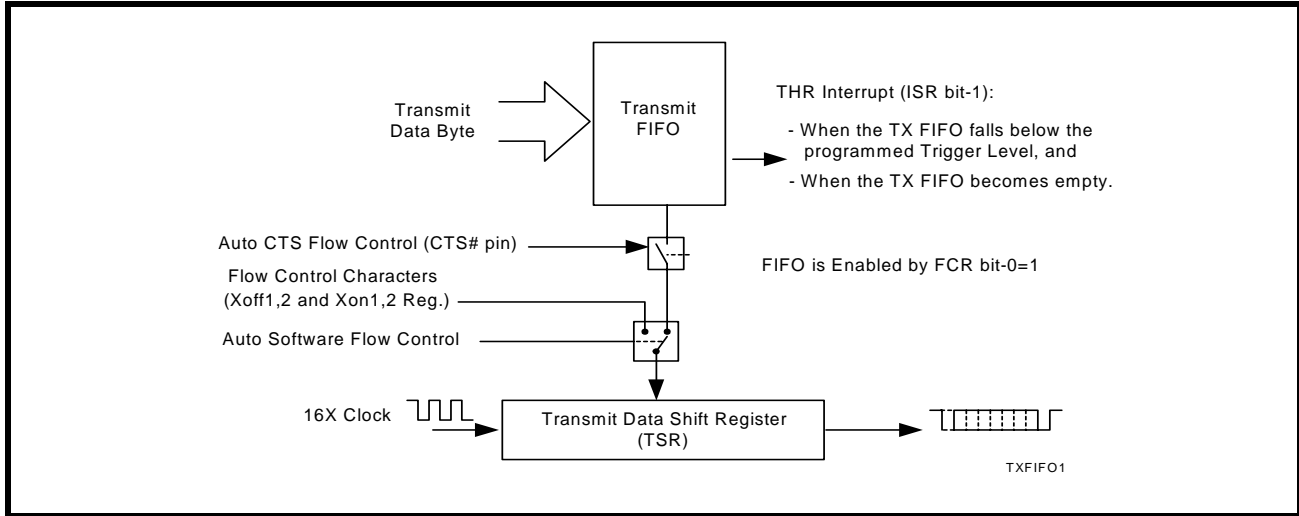 Transmit
Data Byte
Transmit
FIFO
THR Interrupt (ISR bit-1):
- When the TX FIFO falls below the
programmed Trigger Level, and
- When the TX FIFO becomes empty.
Auto CTS Flow Control (CTS# pin)
Flow Control Characters
(Xoff1,2 and Xon1,2 Reg.)
Auto Software Flow Control
FIFO is Enabled by FCR bit-0=1
16X Clock
Transmit Data Shift Register
(TSR)
TXFIFO1